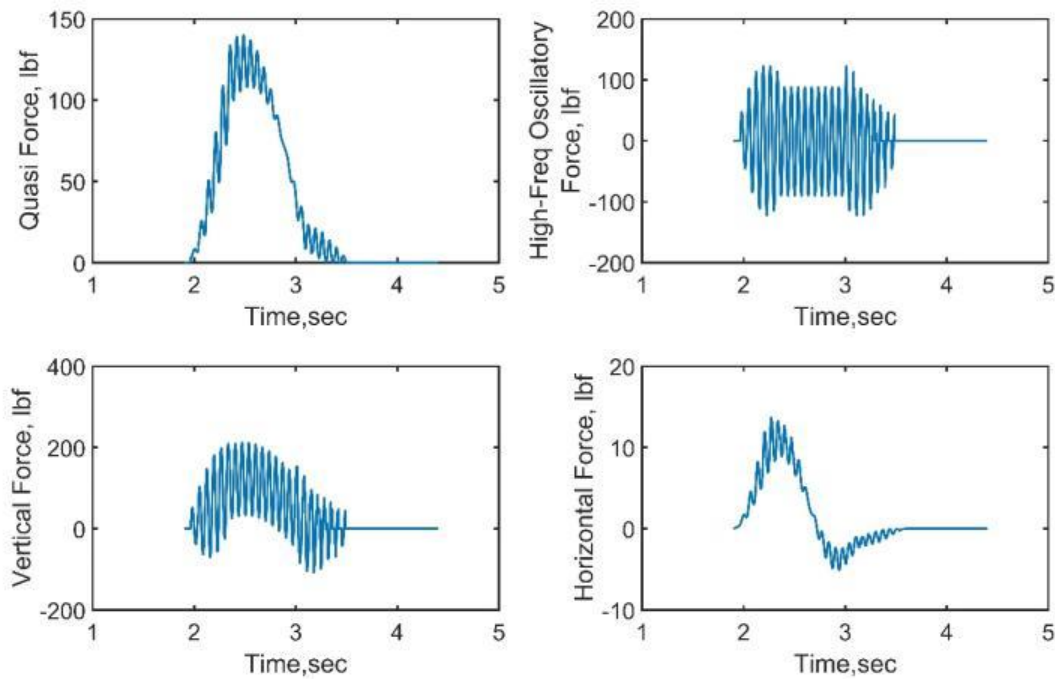 Quasi Force, lbf
150
100
50
0
1 2 3 4 5
Time,sec
High-Freq Oscillatory
Force, lbf
200
100
0
-100
-200
1 2 3 4 5
Time,sec
Vertical Force, lbf
400
200
0
-200
1 2 3 4 5
Time,sec
Horizontal Force, lbf
20
10
0
-10
1 2 3 4 5
Time,sec